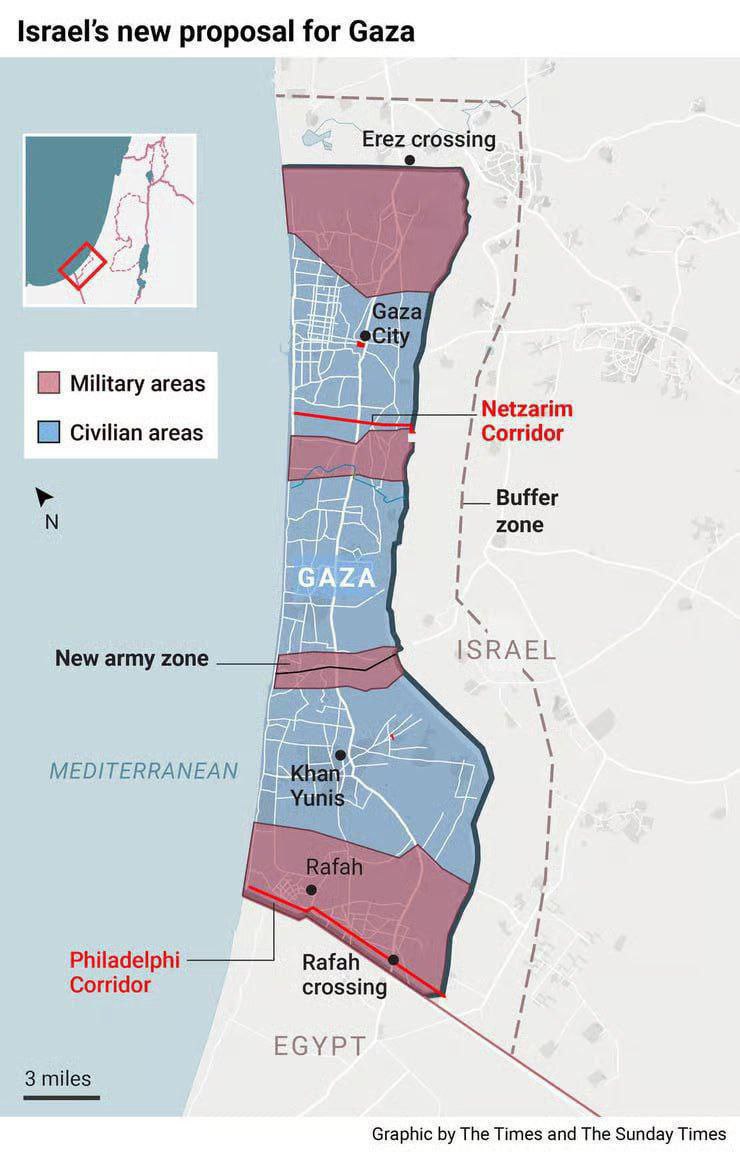 Israel's new proposal for Gaza
Erez crossing
Gaza
City
Military areas
Civilian areas
Netzarim
Corridor
N
Buffer
zone
GAZA
New army zone
ISRAEL
MEDITERRANEAN
Khan
Yunis
Rafah
Philadelphi
Corridor
Rafah
crossing
EGYPT
3 miles
Graphic by The Times and The Sunday Times